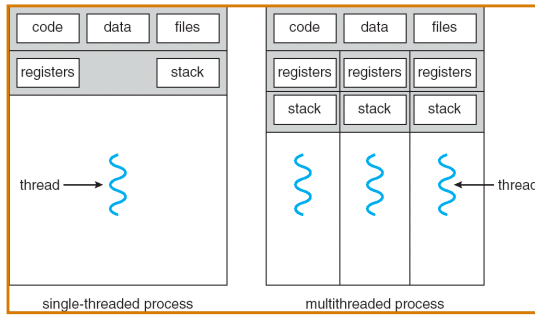 code data files
registers stack
thread
single-threaded process
code data files
registers registers registers
stack stack stack
thread
multithreaded process